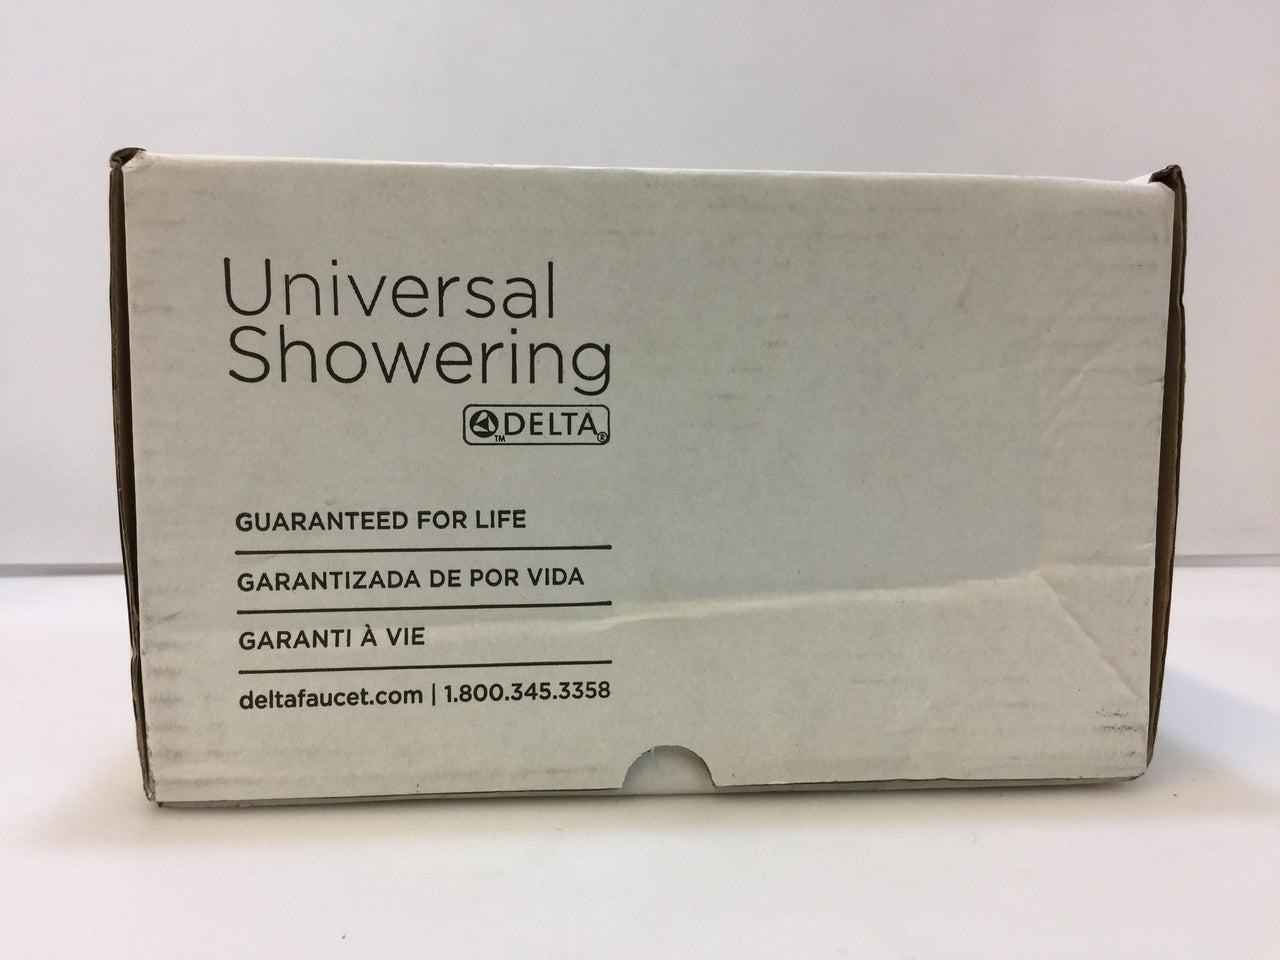 Universal
Showering
DELTA
GUARANTEED FOR LIFE
GARANTIZADA DE POR VIDA
GARANTI À VIE
deltafaucet.com | 1.800.345.3358